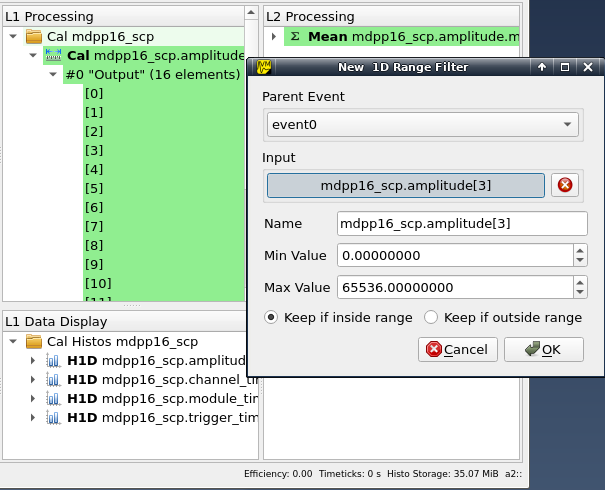 L1 Processing
Cal mdpp16_scp
Cal mdpp16_scp.amplitude
#0 "Output" (16 elements)
[0]
[1]
[2]
[3]
[4]
[5]
[6]
[7]
[8]
[9]
[10]
[11]
L2 Processing
Σ Mean mdpp16_scp.amplitude.m
L1 Data Display
Cal Histos mdpp16_scp
H1D mdpp16_scp.amplitud
H1D mdpp16_scp.channel_tir
H1D mdpp16_scp.module_tin
H1D mdpp16_scp.trigger_tim
MVM
New 1D Range Filter
Parent Event
event0
Input
mdpp16_scp.amplitude[3]
Name mdpp16_scp.amplitude[3]
Min Value 0.00000000
Max Value 65536.00000000
Keep if inside range Keep if outside range
Cancel OK
Efficiency: 0.00 Timeticks: 0 s Histo Storage: 35.07 MiB a2::